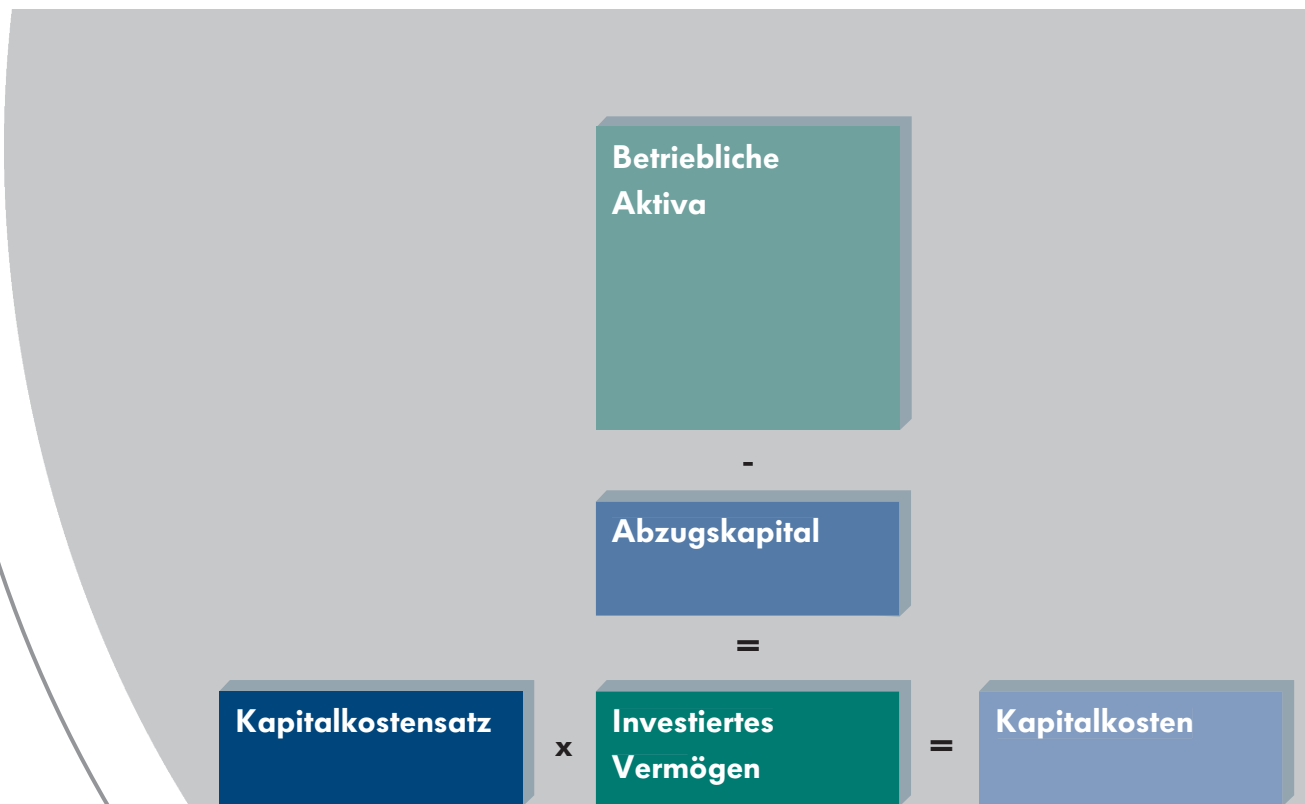 Betriebliche
Aktiva
-
Abzugskapital
=
Kapitalkostensatz
x
Investiertes
Vermögen
=
Kapitalkosten